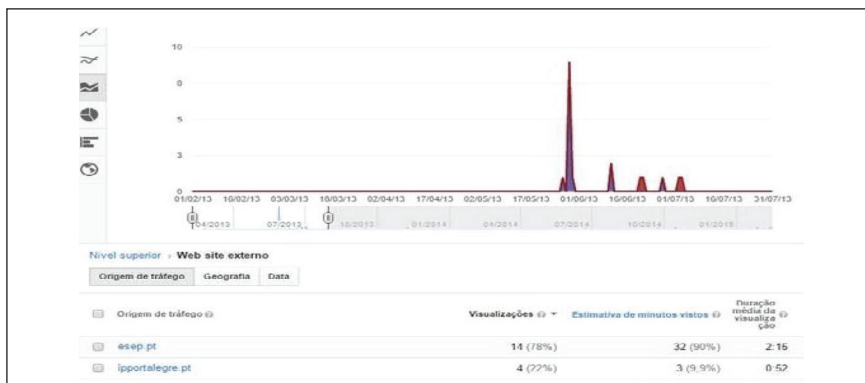 10
8
5
3
0
01/02/13 16/02/13 03/03/13 18/03/13 02/04/13 17/04/13 02/05/13 17/05/13 01/06/13 16/06/13 01/07/13 16/07/13 31/07/13
04/2013 07/2013 10/2013 01/2014 04/2014 07/2014 10/2014 01/2015
Nível superior › Web site externo
Origem de tráfego Geografia Data
Origem de tráfego Visualizações Estimativa de minutos vistos Duração média da visualiza ção
esep.pt 14 (78%) 32 (90%) 2:15
ipportalegre.pt 4 (22%) 3 (9,9%) 0:52